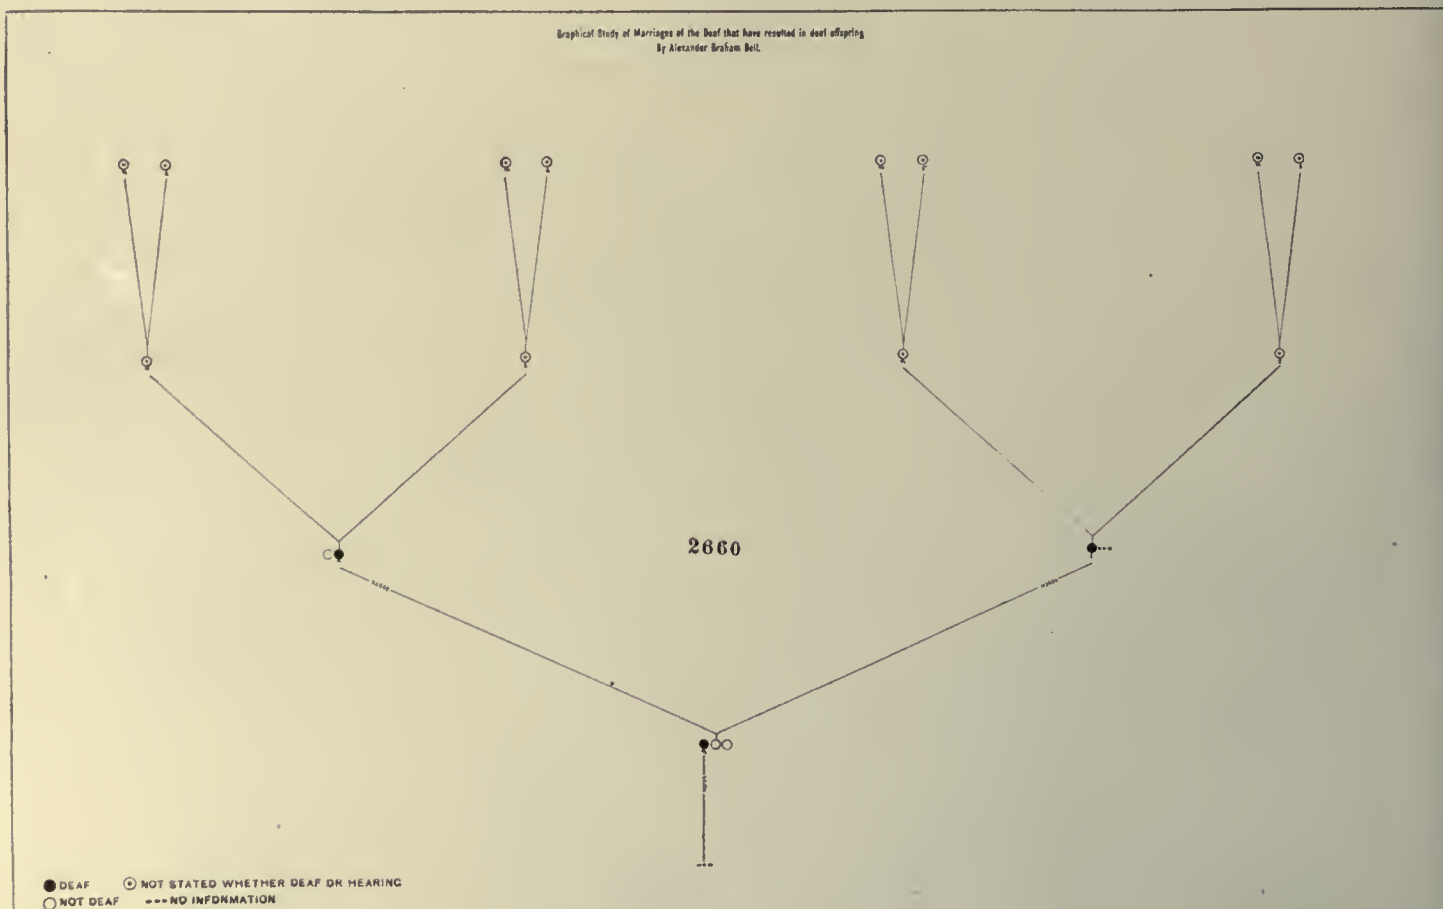 Graphical Study of Marriages of the Deaf that have resulted in deaf offspring
By Alexander Graham Bell.
2660
DEAF NOT STATED WHETHER DEAF OR HEARING
NOT DEAF NO INFORMATION